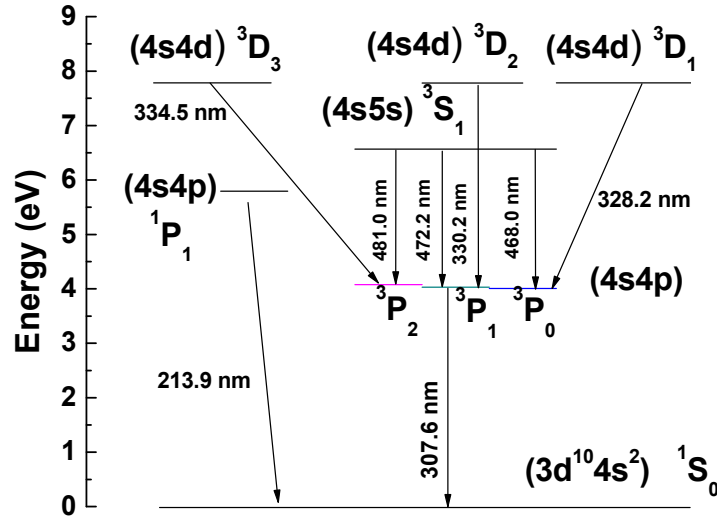 9
8
7
6
5
4
3
2
1
0
Energy (eV)
(4s4d) ³D₃
(4s4d) ³D₂
(4s4d) ³D₁
334.5 nm
(4s5s) ³S₁
(4s4p)
¹P₁
481.0 nm
472.2 nm
330.2 nm
468.0 nm
328.2 nm
(4s4p)
³P₂
³P₁
³P₀
213.9 nm
307.6 nm
(3d¹⁰4s²) ¹S₀